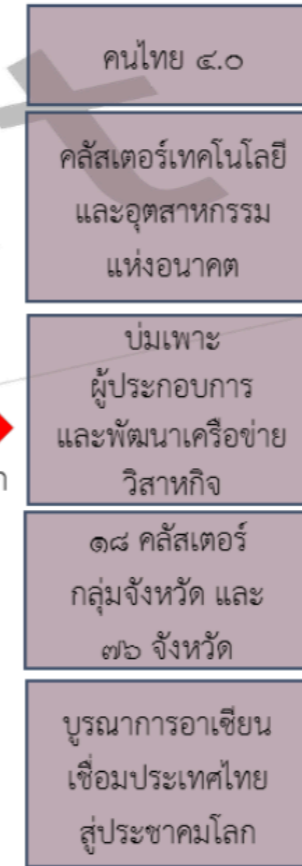 คนไทย ๔.๐
คลัสเตอร์เทคโนโลยี
และอุตสาหกรรม
แห่งอนาคต
บ่มเพาะ
ผู้ประกอบการ
และพัฒนาเครือข่าย
วิสาหกิจ
๑๘ คลัสเตอร์
กลุ่มจังหวัด และ
๗๖ จังหวัด
บูรณาการอาเซียน
เชื่อมประเทศไทย
สู่ประชาคมโลก